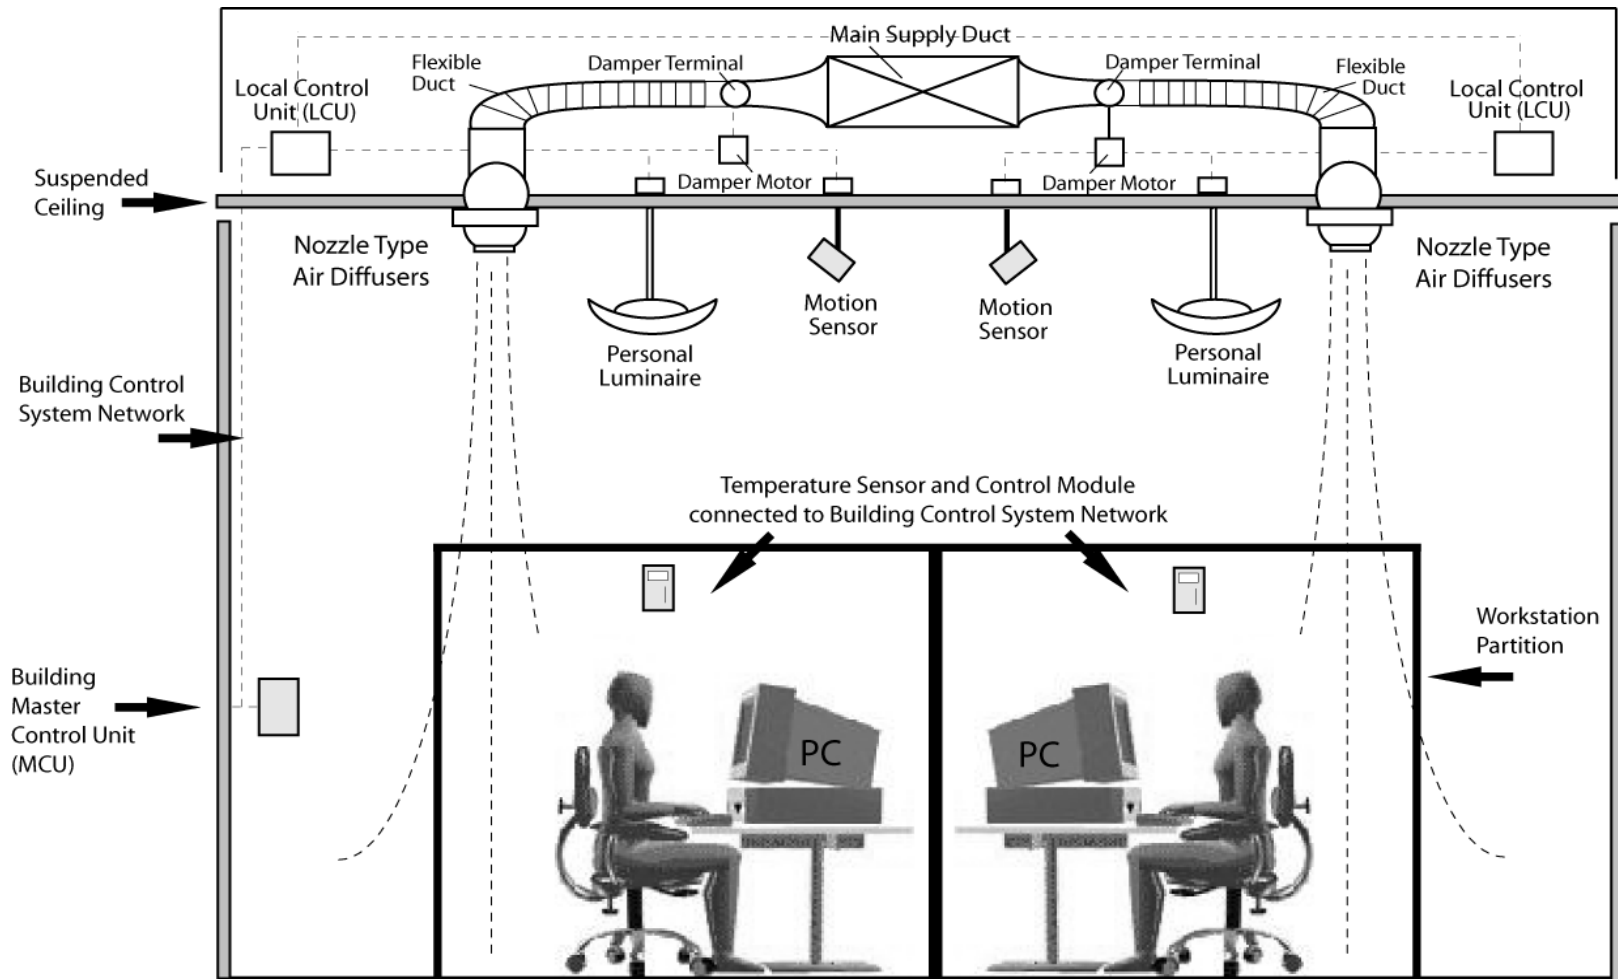 Main Supply Duct
Flexible
Duct
Damper Terminal
Damper Terminal
Flexible
Duct
Local Control
Unit (LCU)
Local Control
Unit (LCU)
Suspended
Ceiling
Damper Motor
Damper Motor
Nozzle Type
Air Diffusers
Nozzle Type
Air Diffusers
Motion
Sensor
Motion
Sensor
Personal
Luminaire
Personal
Luminaire
Building Control
System Network
Temperature Sensor and Control Module
connected to Building Control System Network
Workstation
Partition
Building
Master
Control Unit
(MCU)
PC
PC